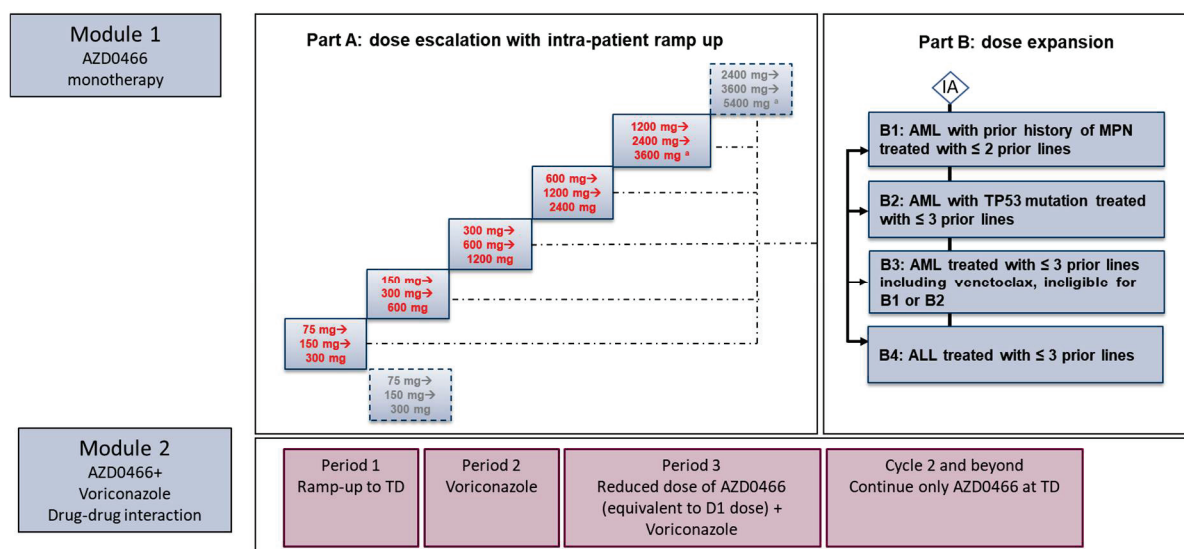 Module 1
AZD0466
monotherapy
Part A: dose escalation with intra-patient ramp up
2400 mg→
3600 mg→
5400 mg ᵃ
1200 mg→
2400 mg→
3600 mg ᵃ
600 mg→
1200 mg→
2400 mg
300 mg→
600 mg→
1200 mg
150 mg→
300 mg→
600 mg
75 mg→
150 mg→
300 mg
75 mg→
150 mg→
300 mg
Part B: dose expansion
IA
B1: AML with prior history of MPN
treated with ≤ 2 prior lines
B2: AML with TP53 mutation treated
with ≤ 3 prior lines
B3: AML treated with ≤ 3 prior lines
including venetoclax, ineligible for
B1 or B2
B4: ALL treated with ≤ 3 prior lines
Module 2
AZD0466+
Voriconazole
Drug-drug interaction
Period 1
Ramp-up to TD
Period 2
Voriconazole
Period 3
Reduced dose of AZD0466
(equivalent to D1 dose) +
Voriconazole
Cycle 2 and beyond
Continue only AZD0466 at TD